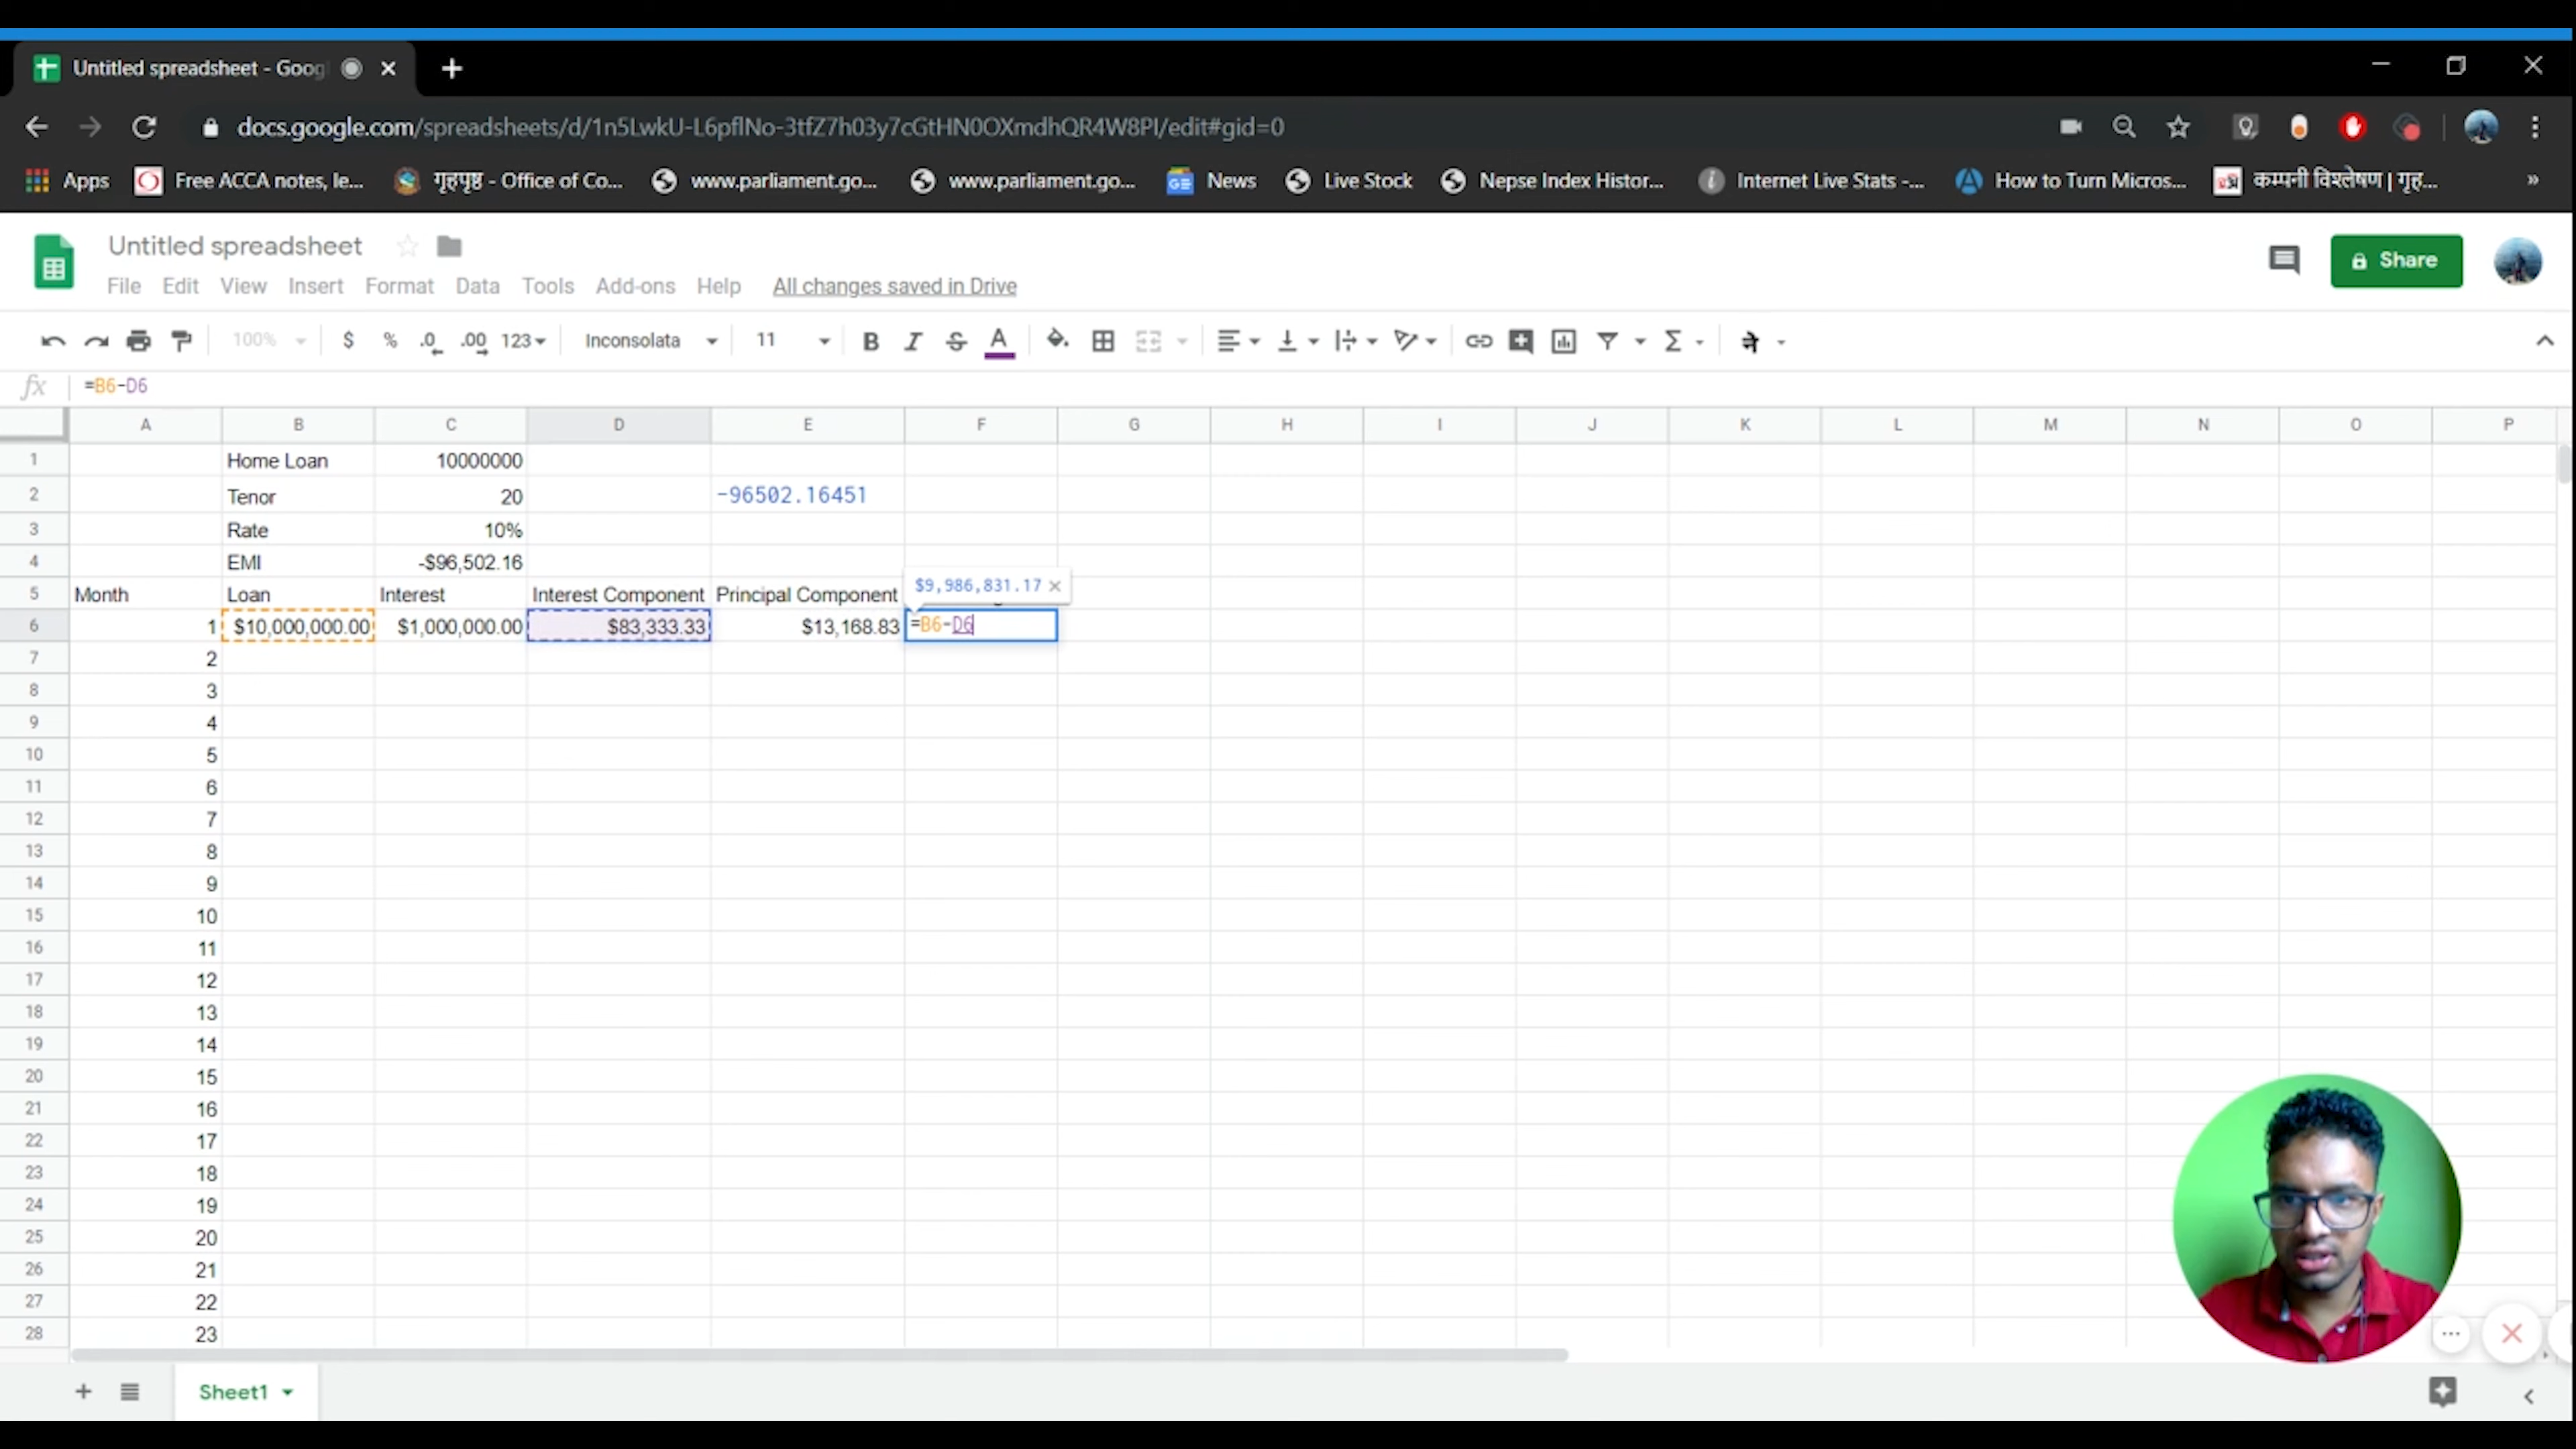 Untitled spreadsheet - Goog
docs.google.com/spreadsheets/d/1n5LwkU-L6pflNo-3tfZ7h03y7cGtHN0OXmdhQR4W8PI/edit#gid=0
Apps Free ACCA notes, le... गृहपृष्ठ - Office of Co... www.parliament.go... www.parliament.go... News Live Stock Nepse Index Histor... Internet Live Stats -... How to Turn Micros... कम्पनी विश्लेषण | गृह... »
Untitled spreadsheet
Share
File Edit View Insert Format Data Tools Add-ons Help All changes saved in Drive
100% $ % .0 .00 123 Inconsolata 11 B I S A
fx =B6-D6
A B C D E F G H I J K L M N O P
1 Home Loan 10000000
2 Tenor 20 -96502.16451
3 Rate 10%
4 EMI -$96,502.16
$9,986,831.17 ×
5 Month Loan Interest Interest Component Principal Component
6 1 $10,000,000.00 $1,000,000.00 $83,333.33 $13,168.83 =B6-D6
7 2
8 3
9 4
10 5
11 6
12 7
13 8
14 9
15 10
16 11
17 12
18 13
19 14
20 15
21 16
22 17
23 18
24 19
25 20
26 21
27 22
28 23
Sheet1